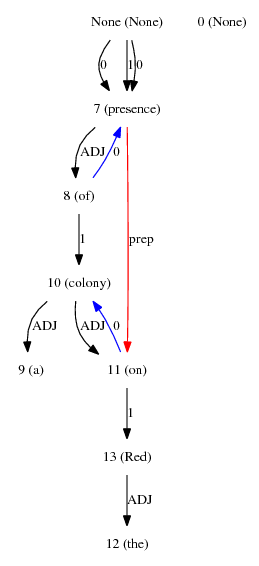 None (None) 0 (None)
0 1 0
7 (presence)
ADJ 0
8 (of)
1 prep
10 (colony)
ADJ ADJ 0
9 (a) 11 (on)
1
13 (Red)
ADJ
12 (the)